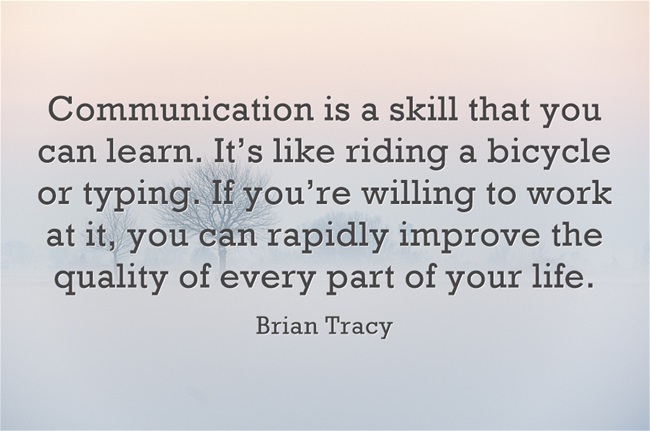 Communication is a skill that you
can learn. It’s like riding a bicycle
or typing. If you’re willing to work
at it, you can rapidly improve the
quality of every part of your life.
Brian Tracy